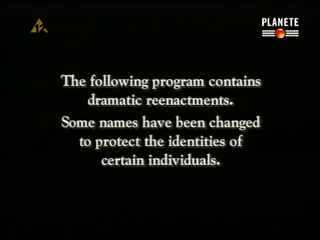 12
PLANETE
The following program contains
dramatic reenactments.
Some names have been changed
to protect the identities of
certain individuals.